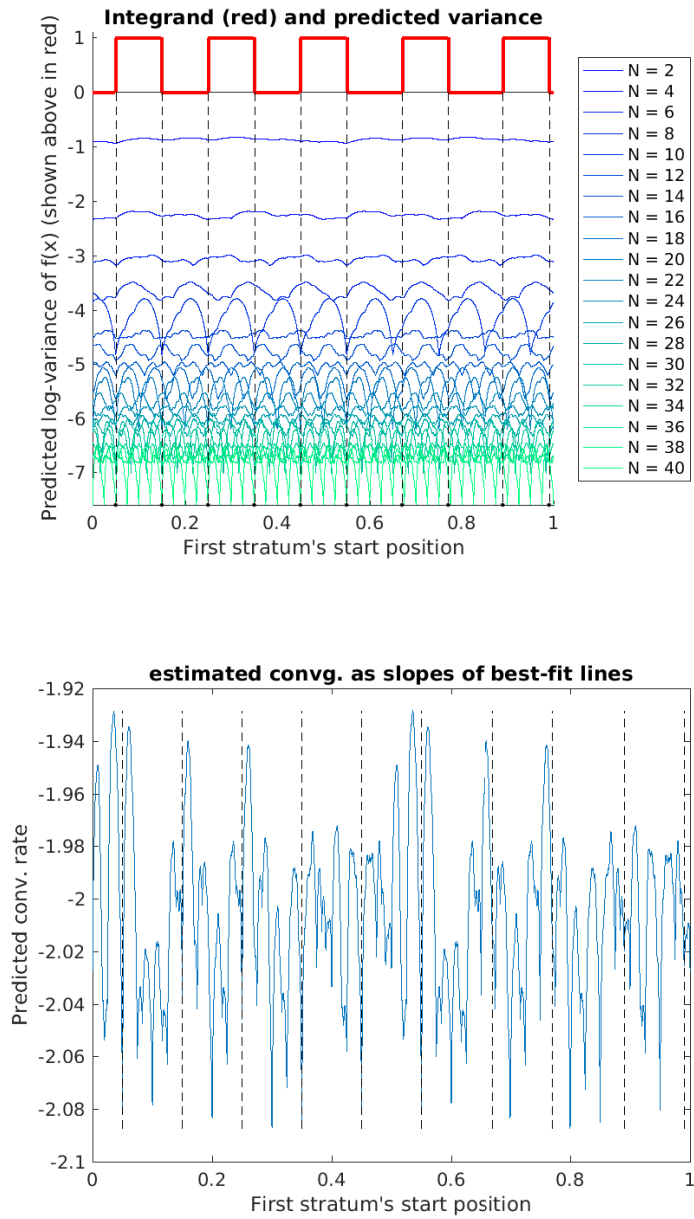 Integrand (red) and predicted variance
Predicted log-variance of f(x) (shown above in red)
1
0
-1
-2
-3
-4
-5
-6
-7
0
0.2
0.4
0.6
0.8
1
First stratum's start position
N = 2
N = 4
N = 6
N = 8
N = 10
N = 12
N = 14
N = 16
N = 18
N = 20
N = 22
N = 24
N = 26
N = 28
N = 30
N = 32
N = 34
N = 36
N = 38
N = 40
estimated convg. as slopes of best-fit lines
Predicted conv. rate
-1.92
-1.94
-1.96
-1.98
-2
-2.02
-2.04
-2.06
-2.08
-2.1
0
0.2
0.4
0.6
0.8
1
First stratum's start position